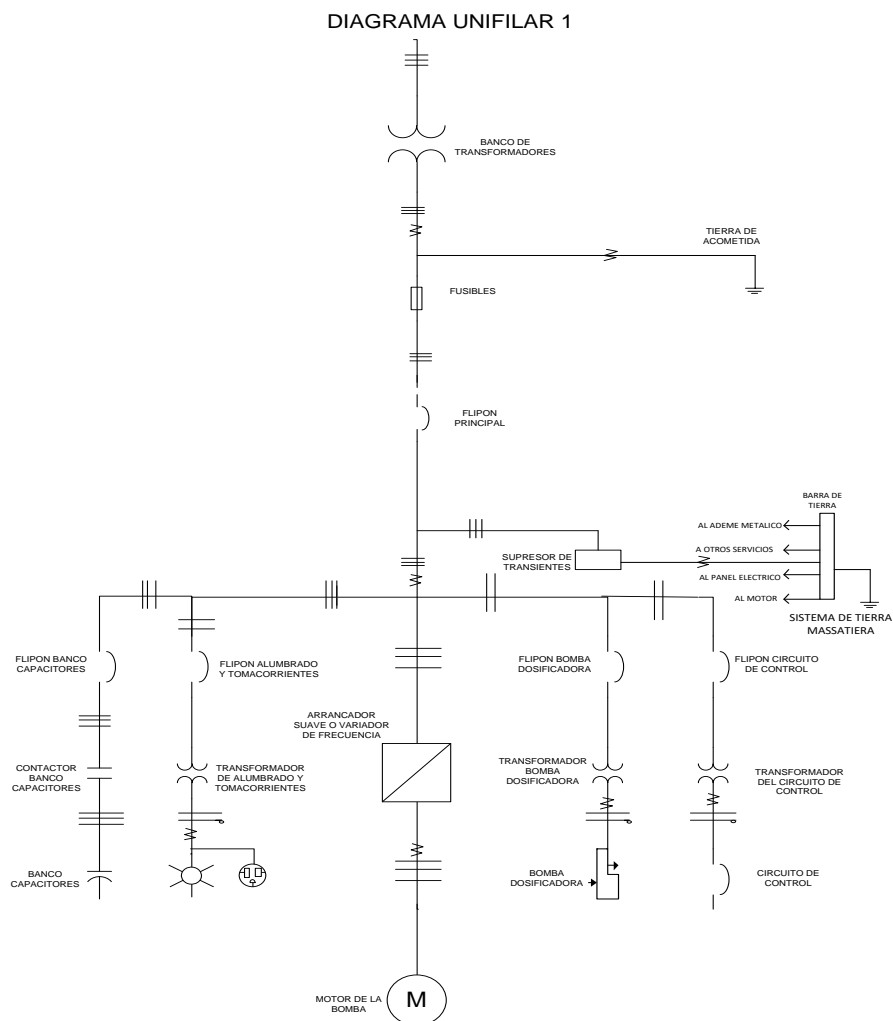 DIAGRAMA UNIFILAR 1
BANCO DE
TRANSFORMADORES
TIERRA DE
ACOMETIDA
FUSIBLES
FLIPON
PRINCIPAL
BARRA DE
TIERRA
AL ADEME METALICO
A OTROS SERVICIOS
AL PANEL ELECTRICO
AL MOTOR
SUPRESOR DE
TRANSIENTES
SISTEMA DE TIERRA
MASSATIERA
FLIPON BANCO
CAPACITORES
FLIPON ALUMBRADO
Y TOMACORRIENTES
FLIPON BOMBA
DOSIFICADORA
FLIPON CIRCUITO
DE CONTROL
ARRANCADOR
SUAVE O VARIADOR
DE FRECUENCIA
CONTACTOR
BANCO
CAPACITORES
TRANSFORMADOR
DE ALUMBRADO Y
TOMACORRIENTES
TRANSFORMADOR
BOMBA
DOSIFICADORA
TRANSFORMADOR
DEL CIRCUITO DE
CONTROL
BANCO
CAPACITORES
BOMBA
DOSIFICADORA
CIRCUITO DE
CONTROL
MOTOR DE LA
BOMBA
M